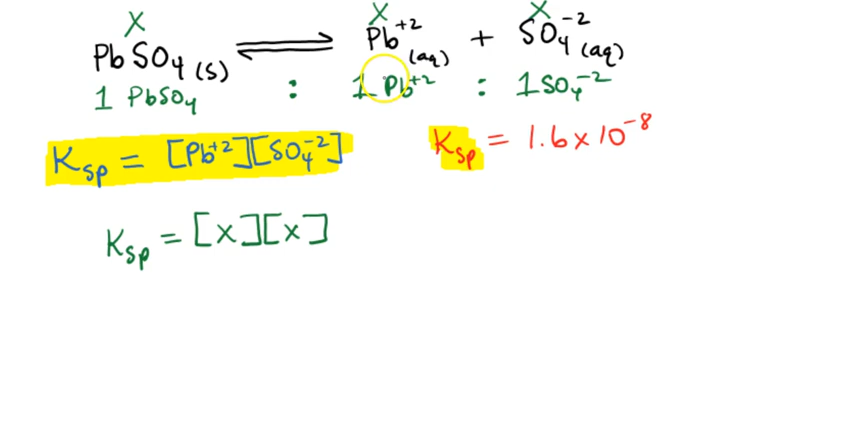 X X X
PbSO₄(s) ⇌ Pb⁺²(aq) + SO₄⁻²(aq)
1 PbSO₄ : 1 Pb⁺² : 1 SO₄⁻²
Ksp = [Pb⁺²][SO₄⁻²] Ksp = 1.6 x 10⁻⁸
Ksp = [x][x]